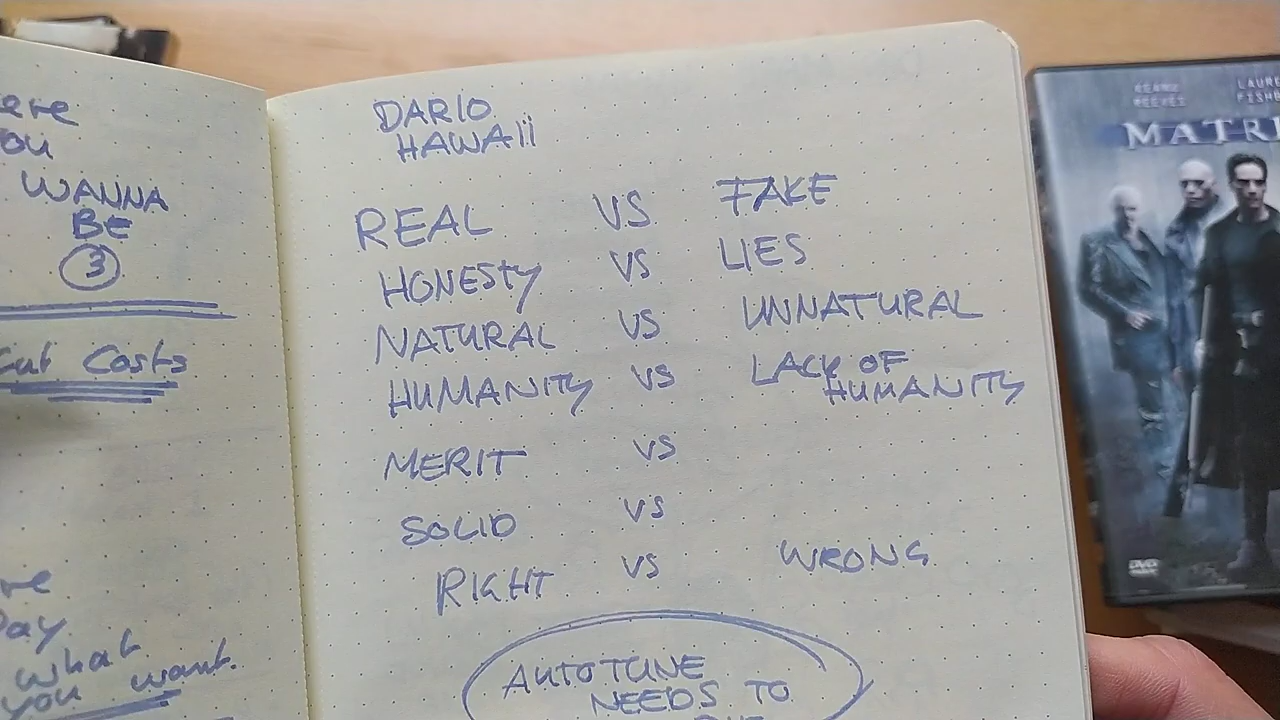 ere
ou
WANNA
BE
3
Cut Costs
re
Day
what
you want.
DARIO
HAWAII
REAL VS FAKE
HONESTY VS LIES
NATURAL VS UNNATURAL
HUMANITY VS LACK OF
HUMANITY
MERIT VS
SOLID VS
RIGHT VS WRONG
AUTOTUNE
NEEDS TO
KEANU
REEVES
LAURE
FISHB
MATRI
DVD